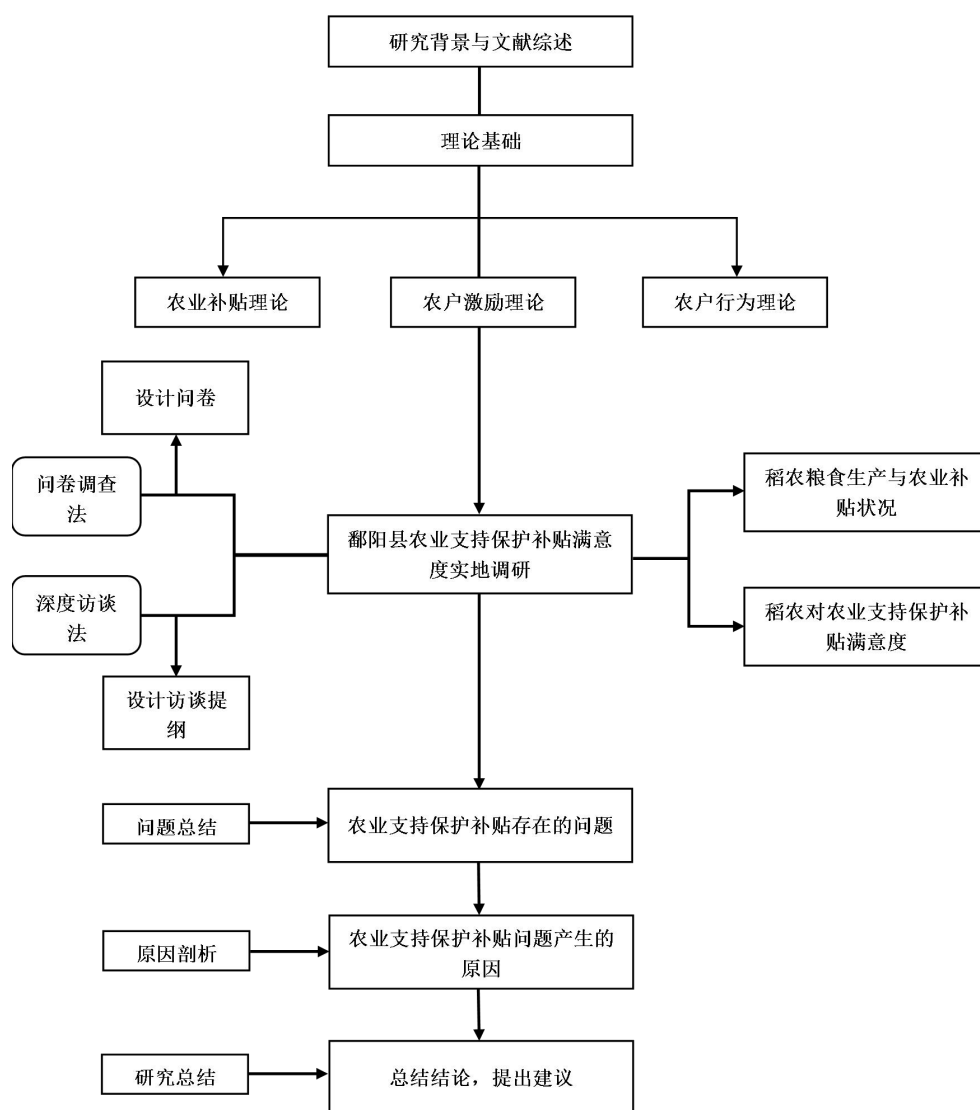 研究背景与文献综述
理论基础
农业补贴理论
农户激励理论
农户行为理论
设计问卷
问卷调查
法
深度访谈
法
设计访谈提
纲
鄱阳县农业支持保护补贴满意
度实地调研
稻农粮食生产与农业补
贴状况
稻农对农业支持保护补
贴满意度
问题总结
农业支持保护补贴存在的问题
原因剖析
农业支持保护补贴问题产生的
原因
研究总结
总结结论，提出建议